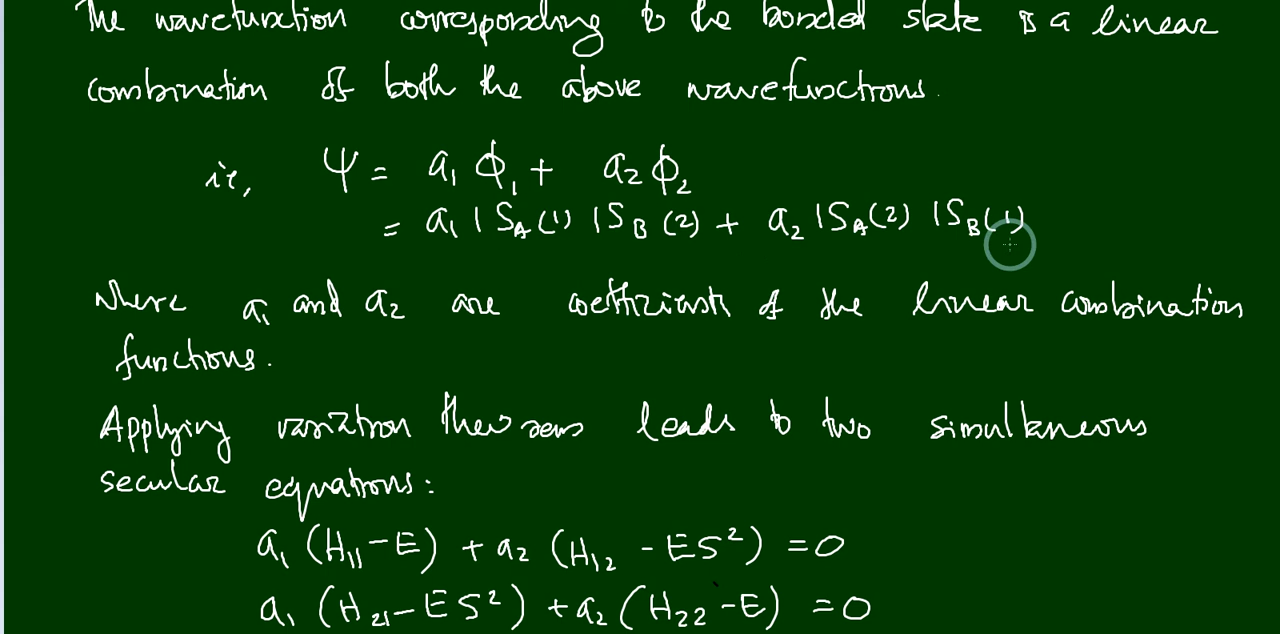 The wavefunction corresponding to the bonded state is a linear
combination of both the above wavefunctions.
ie, Ψ = a₁ ϕ₁ + a₂ ϕ₂
= a₁ 1S_A(1) 1S_B(2) + a₂ 1S_A(2) 1S_B(1)
where a₁ and a₂ are coefficients of the linear combination
functions.
Applying variation theorem leads to two simultaneous
secular equations:
a₁ (H₁₁ - E) + a₂ (H₁₂ - ES²) = 0
a₁ (H₂₁ - ES²) + a₂ (H₂₂ - E) = 0